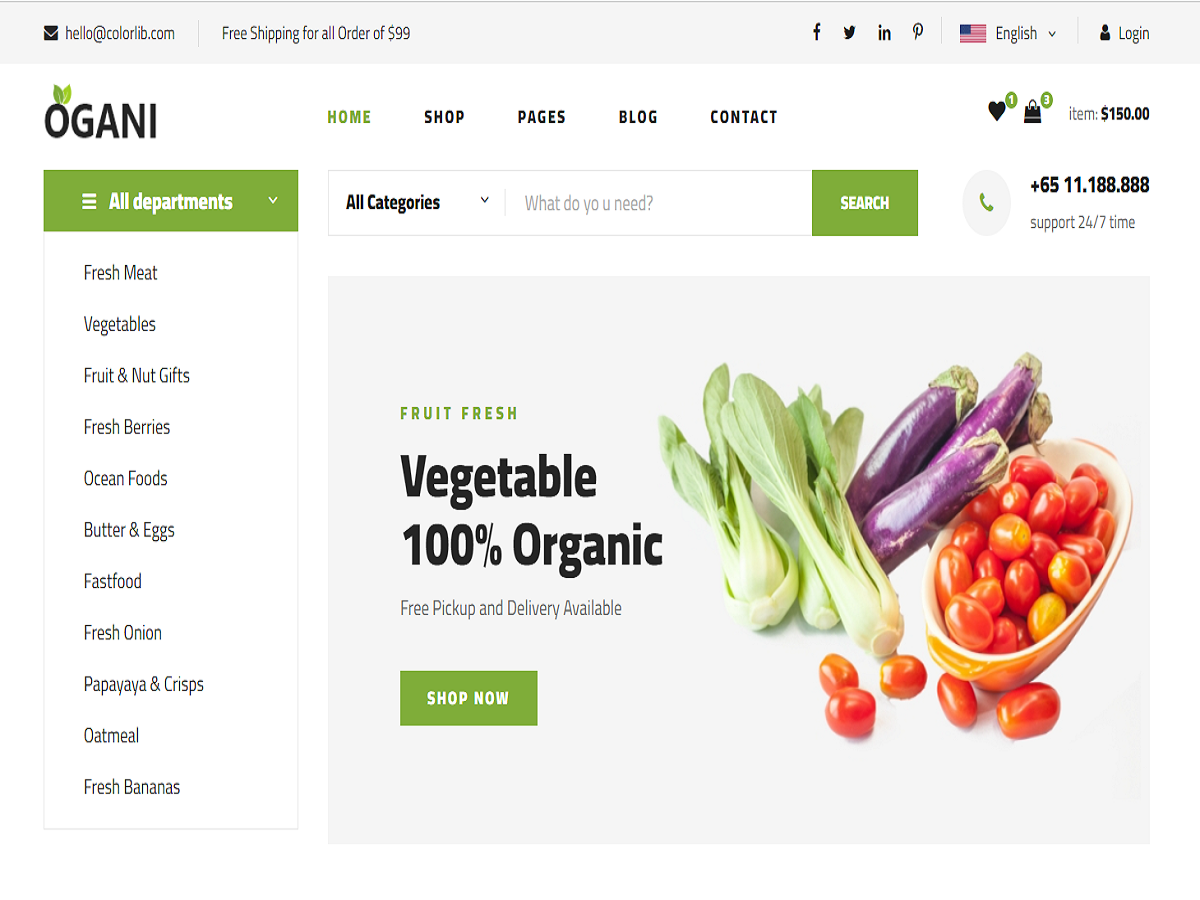 hello@colorlib.com
Free Shipping for all Order of $99
English
Login
OGANI
HOME
SHOP
PAGES
BLOG
CONTACT
1
3
item: $150.00
All departments
All Categories
What do yo u need?
SEARCH
+65 11.188.888
support 24/7 time
Fresh Meat
Vegetables
Fruit & Nut Gifts
Fresh Berries
Ocean Foods
Butter & Eggs
Fastfood
Fresh Onion
Papayaya & Crisps
Oatmeal
Fresh Bananas
FRUIT FRESH
Vegetable
100% Organic
Free Pickup and Delivery Available
SHOP NOW